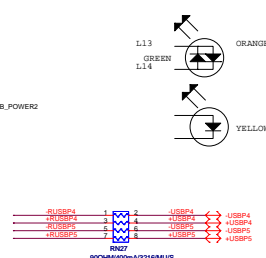 L13 ORANGE
GREEN
L14
B_POWER2
YELLOW
-RUSBP4 1 2 -USBP4 -USBP4
+RUSBP4 3 4 +USBP4 +USBP4
-RUSBP5 5 6 -USBP5 -USBP5
+RUSBP5 7 8 +USBP5 +USBP5
RN27